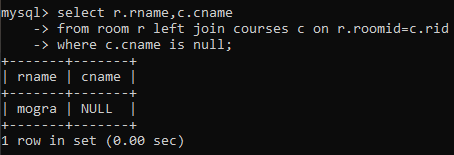 mysql> select r.rname,c.cname
    -> from room r left join courses c on r.roomid=c.rid
    -> where c.cname is null;
+-------+-------+
| rname | cname |
+-------+-------+
| mogra | NULL  |
+-------+-------+
1 row in set (0.00 sec)